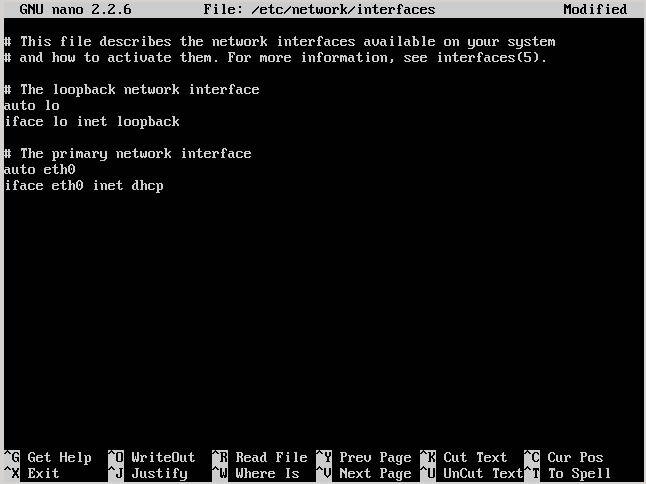 GNU nano 2.2.6 File: /etc/network/interfaces Modified
# This file describes the network interfaces available on your system
# and how to activate them. For more information, see interfaces(5).
# The loopback network interface
auto lo
iface lo inet loopback
# The primary network interface
auto eth0
iface eth0 inet dhcp
^G Get Help ^O WriteOut ^R Read File ^Y Prev Page ^K Cut Text ^C Cur Pos
^X Exit ^J Justify ^W Where Is ^V Next Page ^U UnCut Text ^T To Spell